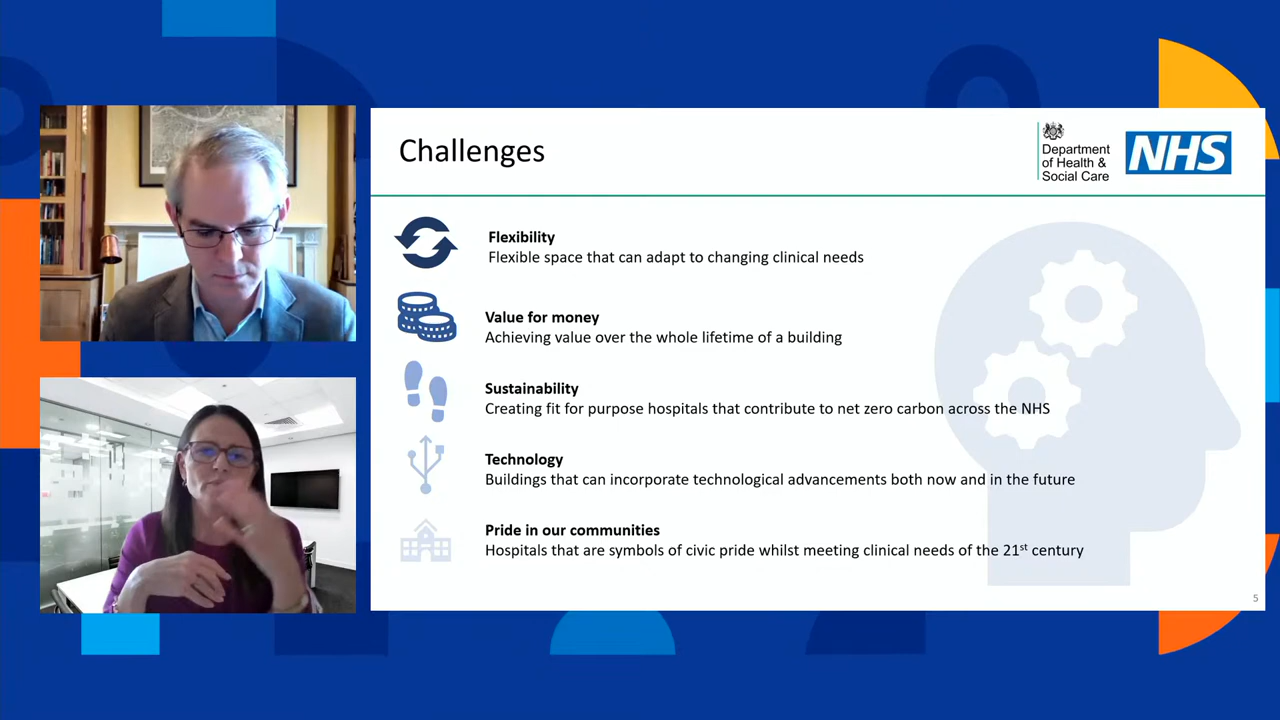 Challenges
Department
of Health &
Social Care
NHS
Flexibility
Flexible space that can adapt to changing clinical needs
Value for money
Achieving value over the whole lifetime of a building
Sustainability
Creating fit for purpose hospitals that contribute to net zero carbon across the NHS
Technology
Buildings that can incorporate technological advancements both now and in the future
Pride in our communities
Hospitals that are symbols of civic pride whilst meeting clinical needs of the 21st century
5